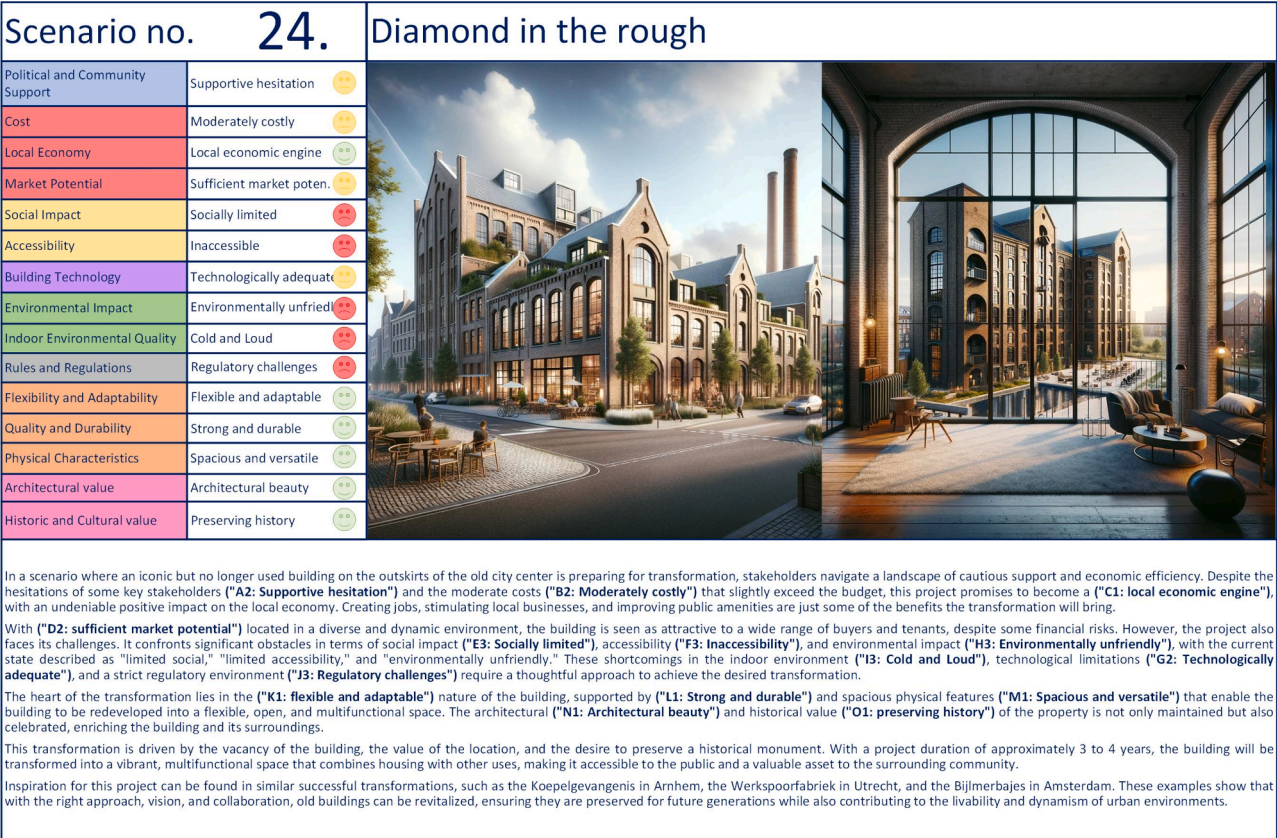 Scenario no. 24. Diamond in the rough
Political and Community
Support
Supportive hesitation
Cost Moderately costly
Local Economy Local economic engine
Market Potential Sufficient market poten.
Social Impact Socially limited
Accessibility Inaccessible
Building Technology Technologically adequate
Environmental Impact Environmentally unfriendl
Indoor Environmental Quality Cold and Loud
Rules and Regulations Regulatory challenges
Flexibility and Adaptability Flexible and adaptable
Quality and Durability Strong and durable
Physical Characteristics Spacious and versatile
Architectural value Architectural beauty
Historic and Cultural value Preserving history
In a scenario where an iconic but no longer used building on the outskirts of the old city center is preparing for transformation, stakeholders navigate a landscape of cautious support and economic efficiency. Despite the
hesitations of some key stakeholders ("A2: Supportive hesitation") and the moderate costs ("B2: Moderately costly") that slightly exceed the budget, this project promises to become a ("C1: local economic engine"),
with an undeniable positive impact on the local economy. Creating jobs, stimulating local businesses, and improving public amenities are just some of the benefits the transformation will bring.
With ("D2: sufficient market potential") located in a diverse and dynamic environment, the building is seen as attractive to a wide range of buyers and tenants, despite some financial risks. However, the project also
faces its challenges. It confronts significant obstacles in terms of social impact ("E3: Socially limited"), accessibility ("F3: Inaccessibility"), and environmental impact ("H3: Environmentally unfriendly"), with the current
state described as "limited social," "limited accessibility," and "environmentally unfriendly." These shortcomings in the indoor environment ("I3: Cold and Loud"), technological limitations ("G2: Technologically
adequate"), and a strict regulatory environment ("J3: Regulatory challenges") require a thoughtful approach to achieve the desired transformation.
The heart of the transformation lies in the ("K1: flexible and adaptable") nature of the building, supported by ("L1: Strong and durable") and spacious physical features ("M1: Spacious and versatile") that enable the
building to be redeveloped into a flexible, open, and multifunctional space. The architectural ("N1: Architectural beauty") and historical value ("O1: preserving history") of the property is not only maintained but also
celebrated, enriching the building and its surroundings.
This transformation is driven by the vacancy of the building, the value of the location, and the desire to preserve a historical monument. With a project duration of approximately 3 to 4 years, the building will be
transformed into a vibrant, multifunctional space that combines housing with other uses, making it accessible to the public and a valuable asset to the surrounding community.
Inspiration for this project can be found in similar successful transformations, such as the Koepelgevangenis in Arnhem, the Werkspoorfabriek in Utrecht, and the Bijlmerbajes in Amsterdam. These examples show that
with the right approach, vision, and collaboration, old buildings can be revitalized, ensuring they are preserved for future generations while also contributing to the livability and dynamism of urban environments.